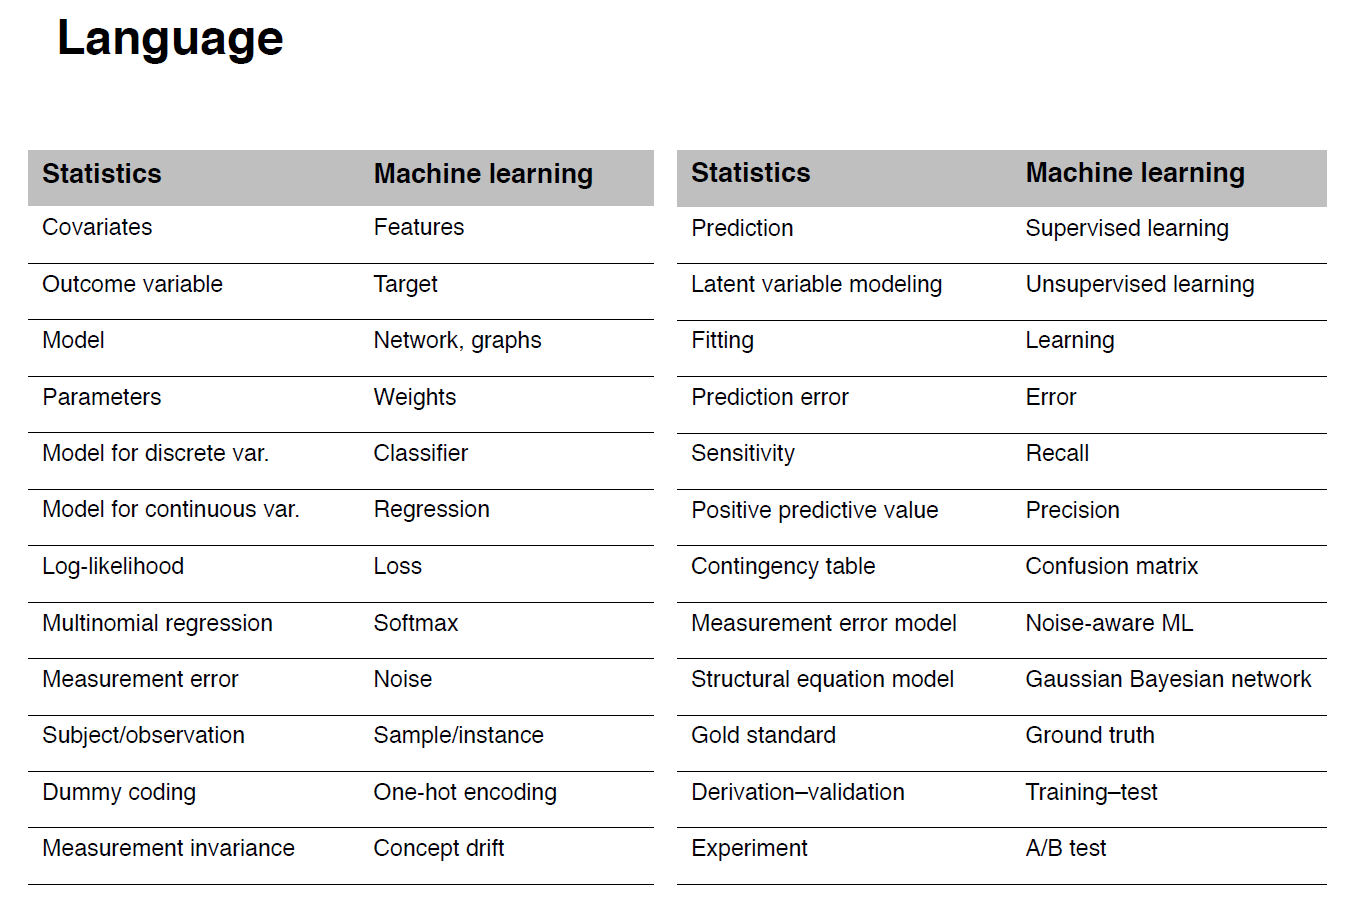 Language
Statistics Machine learning
Covariates Features
Outcome variable Target
Model Network, graphs
Parameters Weights
Model for discrete var. Classifier
Model for continuous var. Regression
Log-likelihood Loss
Multinomial regression Softmax
Measurement error Noise
Subject/observation Sample/instance
Dummy coding One-hot encoding
Measurement invariance Concept drift
Statistics Machine learning
Prediction Supervised learning
Latent variable modeling Unsupervised learning
Fitting Learning
Prediction error Error
Sensitivity Recall
Positive predictive value Precision
Contingency table Confusion matrix
Measurement error model Noise-aware ML
Structural equation model Gaussian Bayesian network
Gold standard Ground truth
Derivation–validation Training–test
Experiment A/B test